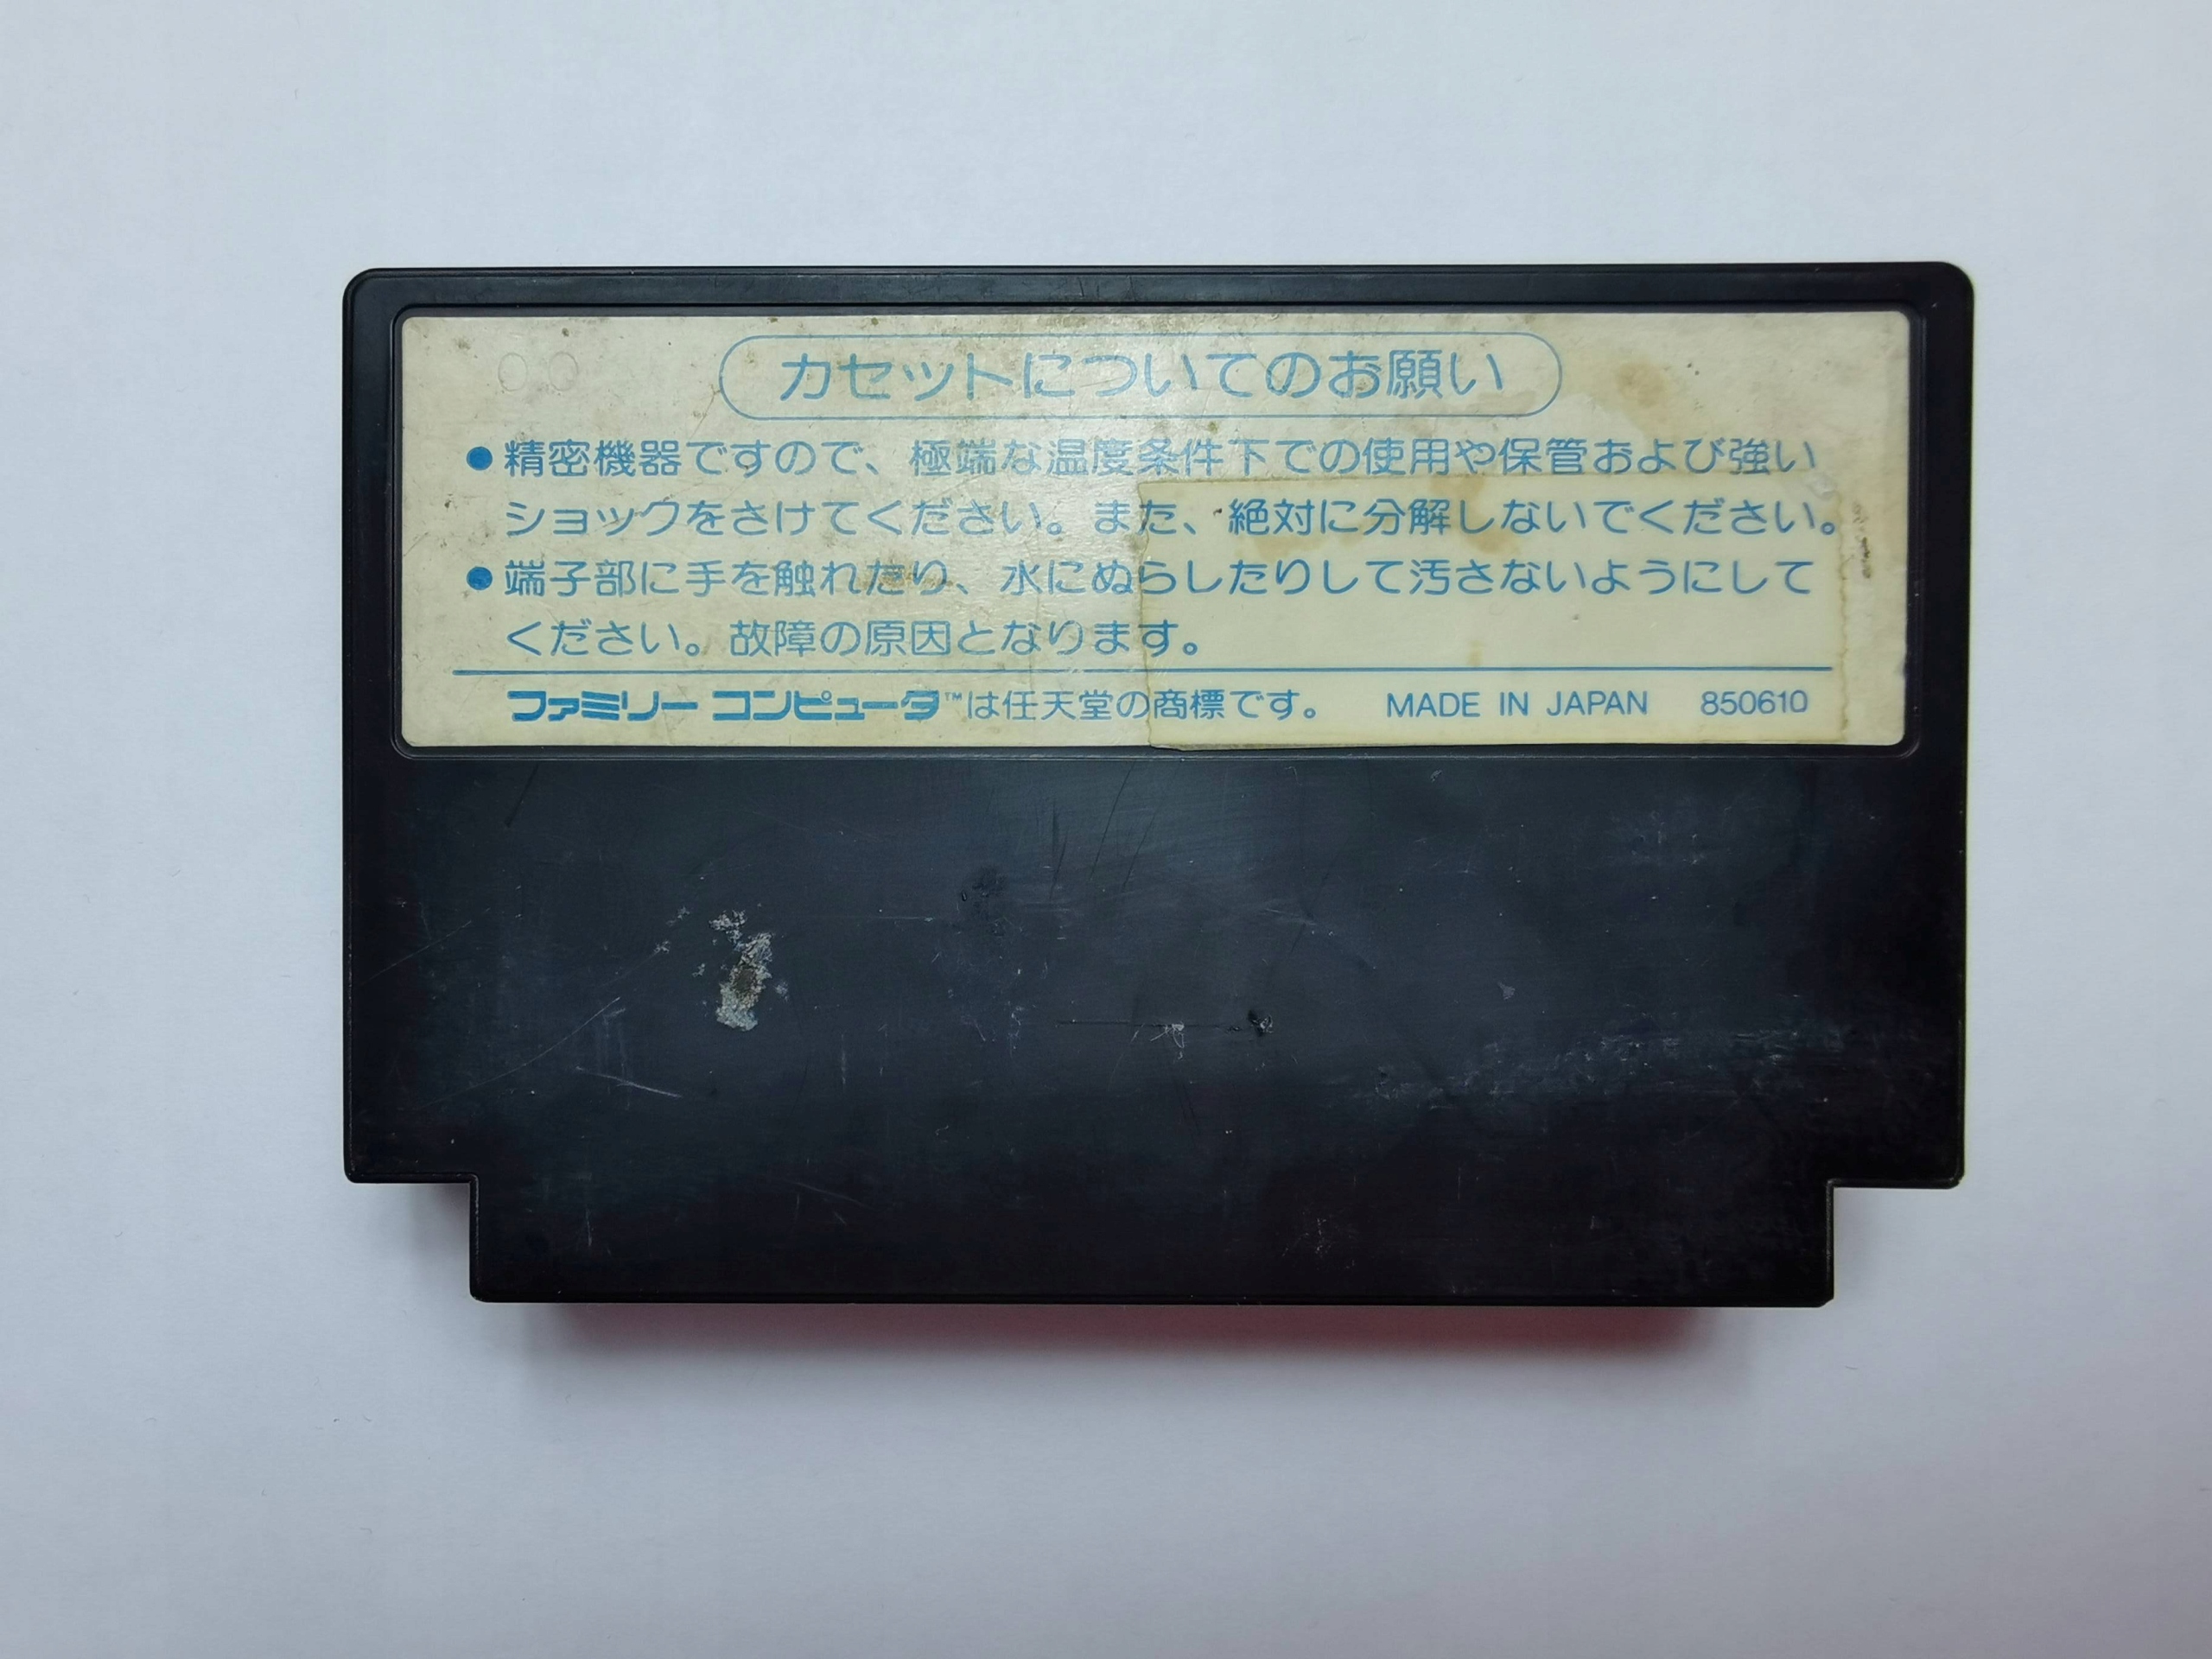 カセットについてのお願い
●精密機器ですので、極端な温度条件下での使用や保管および強い
ショックをさけてください。また、絶対に分解しないでください。
●端子部に手を触れたり、水にぬらしたりして汚さないようにして
ください。故障の原因となります。
ファミリー コンピュータ™は任天堂の商標です。 MADE IN JAPAN 850610